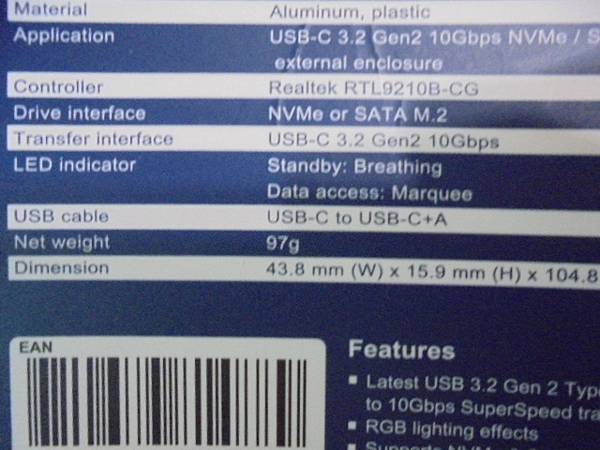 Material Aluminum, plastic
Application USB-C 3.2 Gen2 10Gbps NVMe / S
external enclosure
Controller Realtek RTL9210B-CG
Drive interface NVMe or SATA M.2
Transfer interface USB-C 3.2 Gen2 10Gbps
LED indicator Standby: Breathing
Data access: Marquee
USB cable USB-C to USB-C+A
Net weight 97g
Dimension 43.8 mm (W) x 15.9 mm (H) x 104.8
EAN
Features
▪ Latest USB 3.2 Gen 2 Typ
to 10Gbps SuperSpeed tra
▪ RGB lighting effects